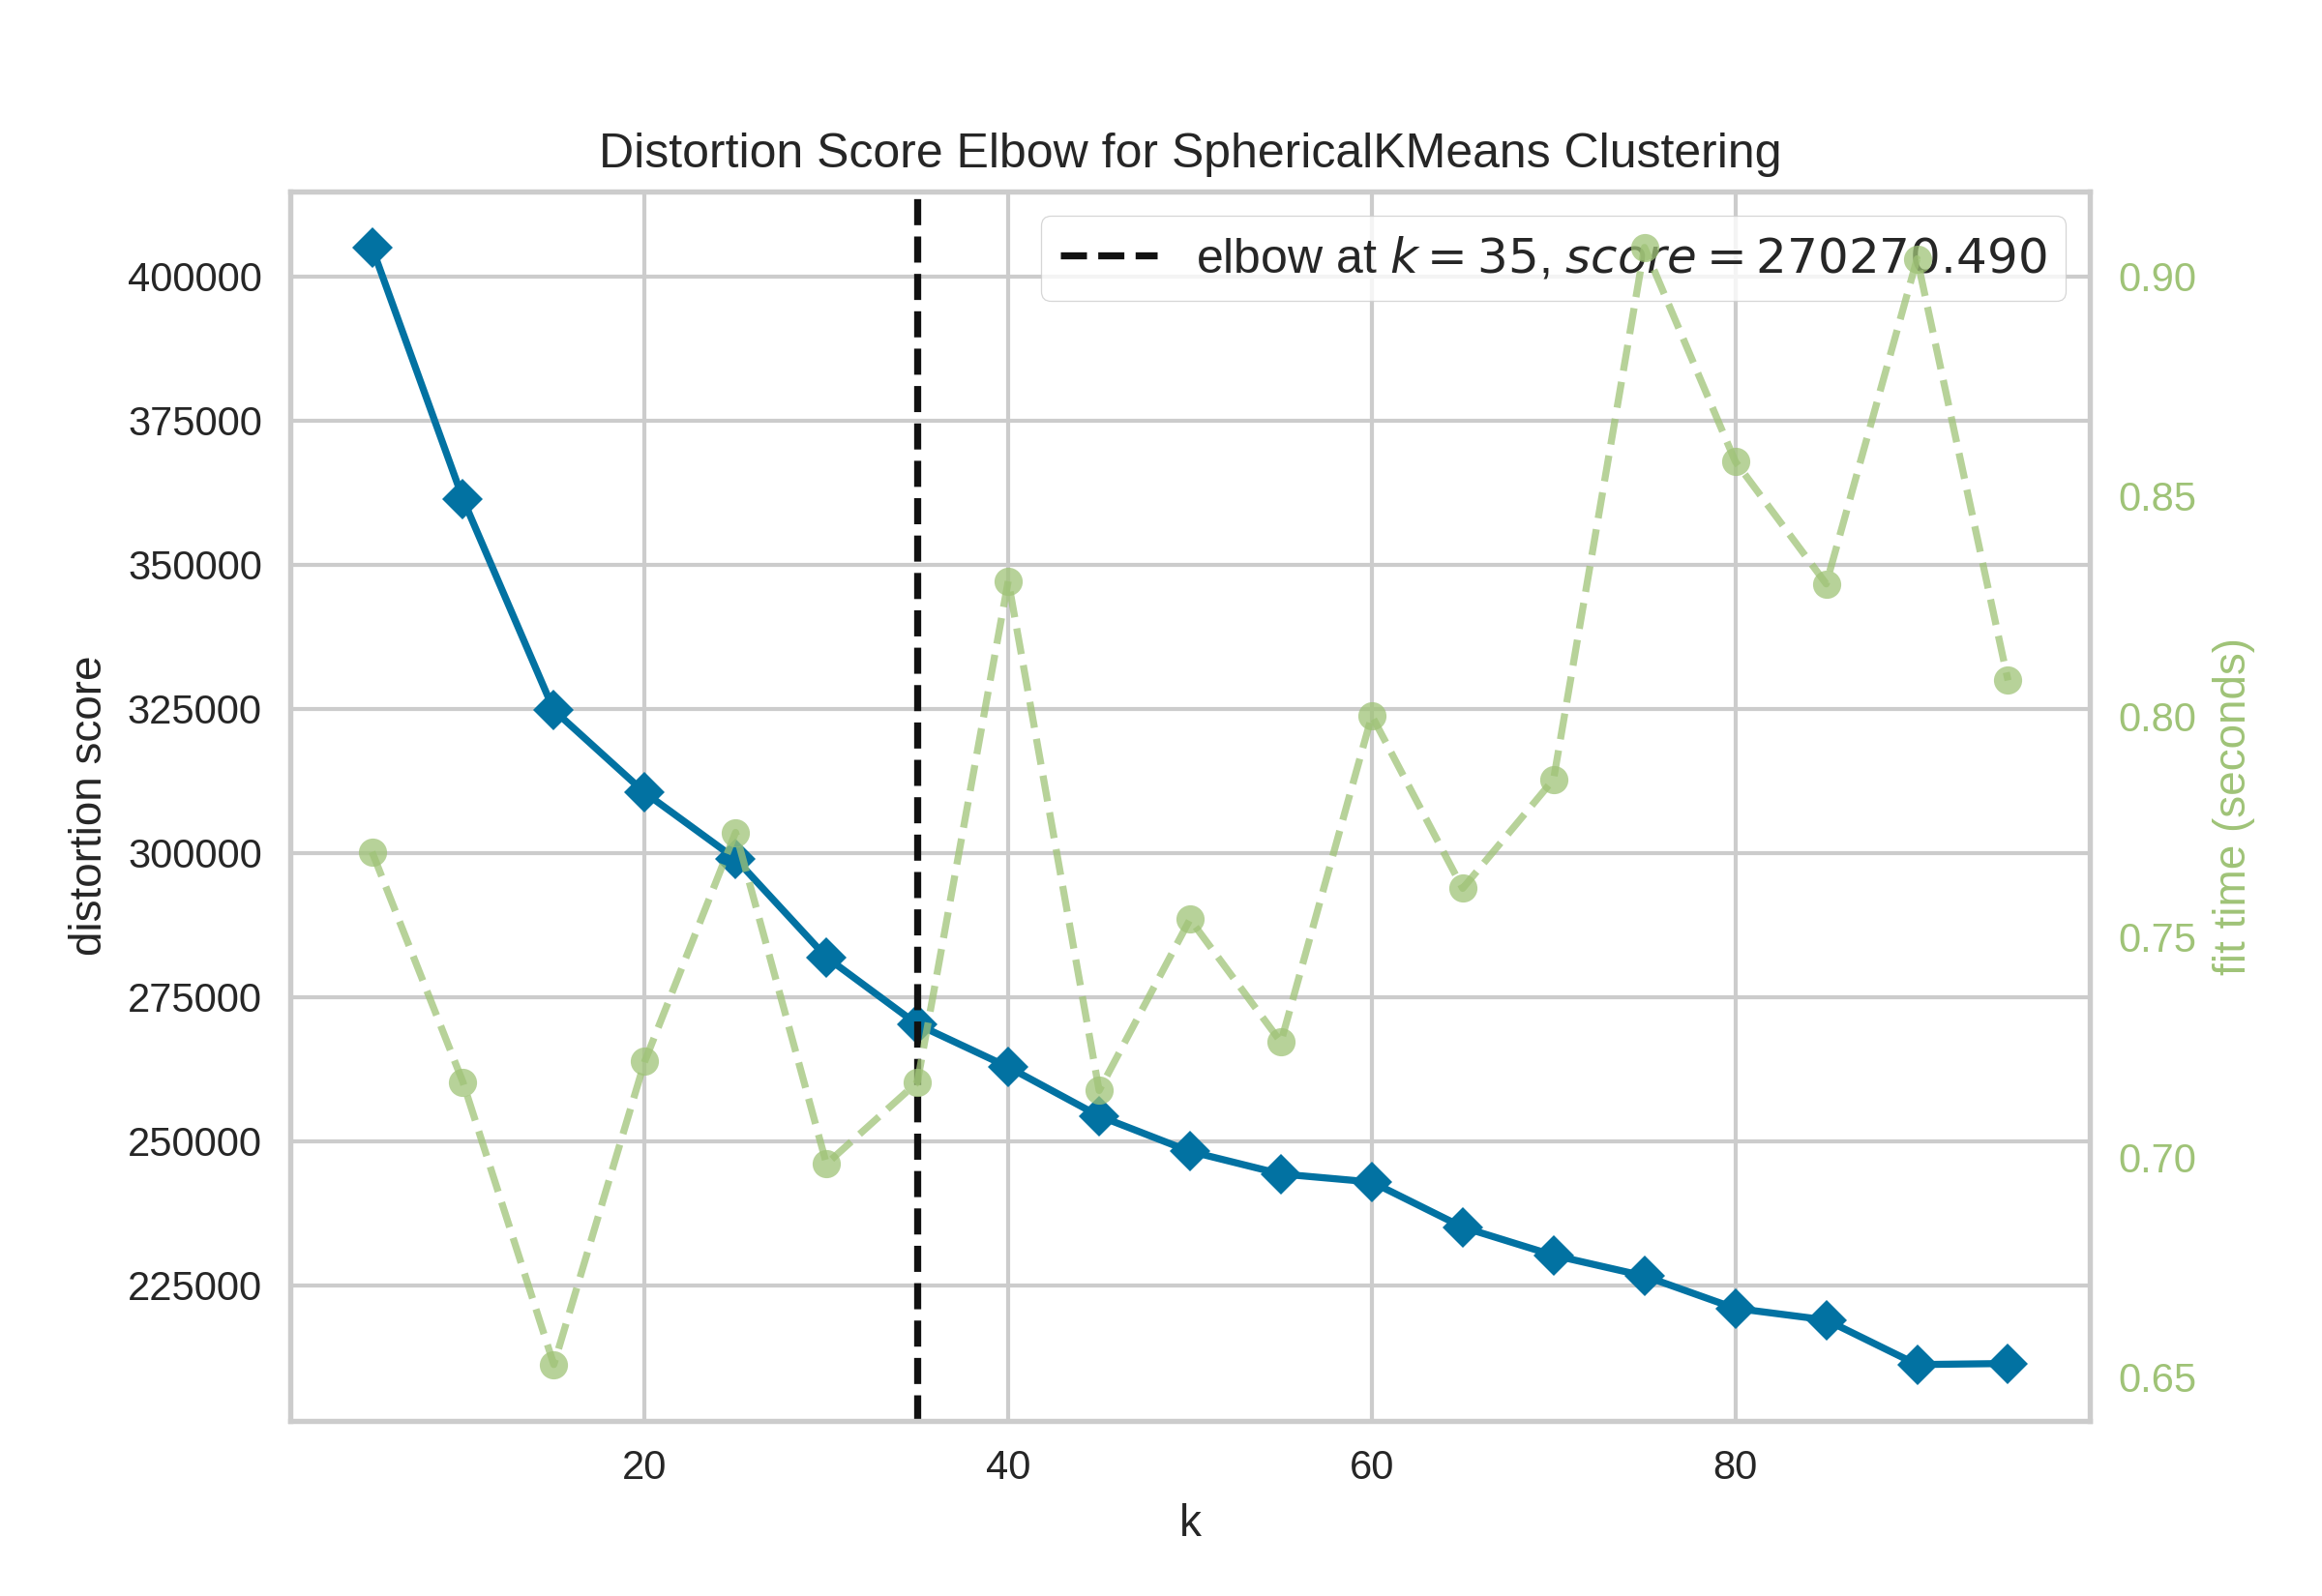 Distortion Score Elbow for SphericalKMeans Clustering
elbow at k = 35, score = 270270.490
400000
375000
350000
325000
300000
275000
250000
225000
distortion score
0.90
0.85
0.80
0.75
0.70
0.65
fit time (seconds)
20 40 60 80
k